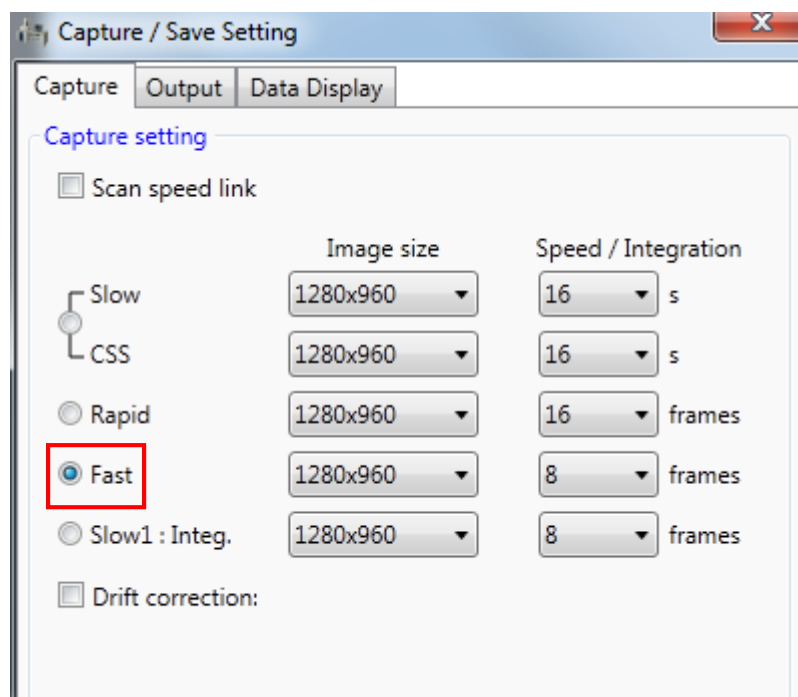 Capture / Save Setting
Capture Output Data Display
Capture setting
Scan speed link
Image size Speed / Integration
Slow 1280x960 16 s
CSS 1280x960 16 s
Rapid 1280x960 16 frames
Fast 1280x960 8 frames
Slow1 : Integ. 1280x960 8 frames
Drift correction: